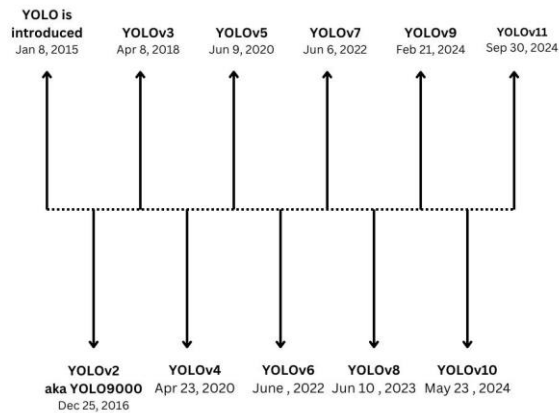 YOLO is
introduced
Jan 8, 2015
YOLOv3
Apr 8, 2018
YOLOv5
Jun 9, 2020
YOLOv7
Jun 6, 2022
YOLOv9
Feb 21, 2024
YOLOv11
Sep 30, 2024
YOLOv2
aka YOLO9000
Dec 25, 2016
YOLOv4
Apr 23, 2020
YOLOv6
June , 2022
YOLOv8
Jun 10 , 2023
YOLOv10
May 23 , 2024